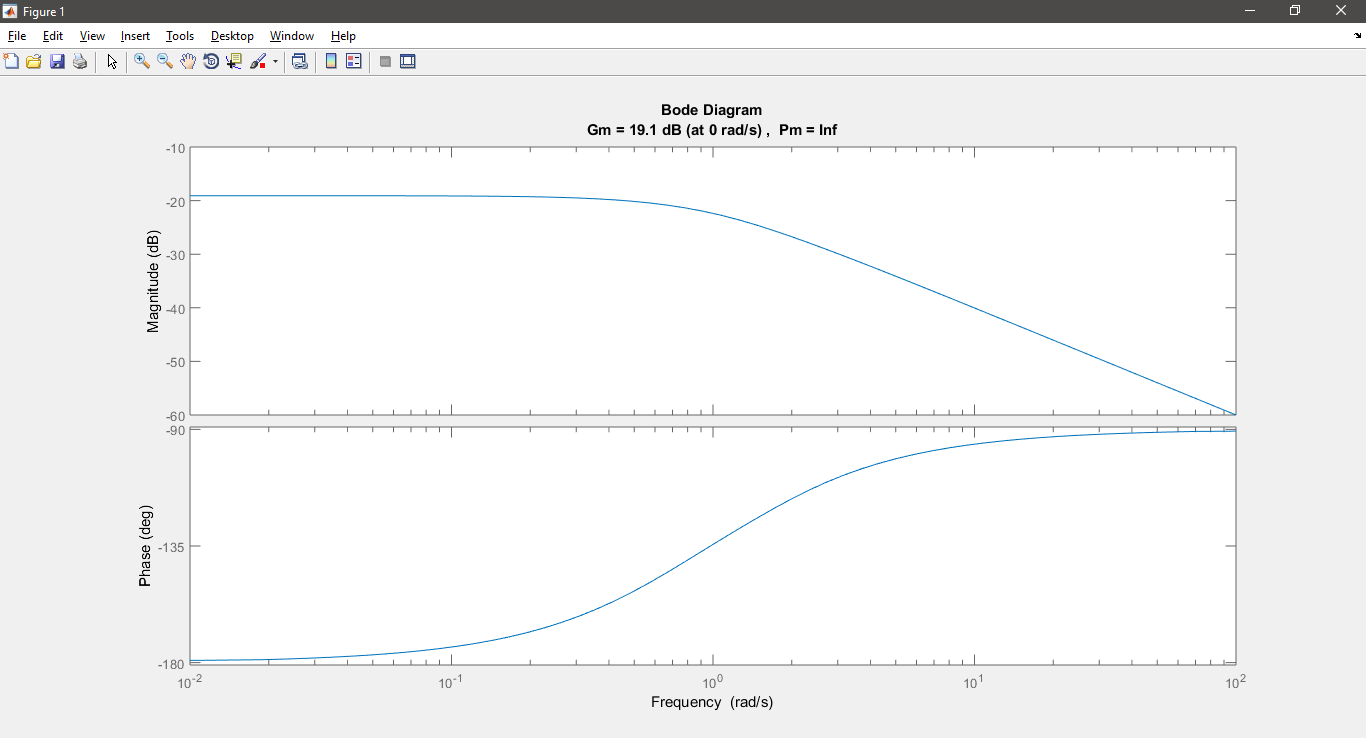 Figure 1
File Edit View Insert Tools Desktop Window Help
Bode Diagram
Gm = 19.1 dB (at 0 rad/s) , Pm = Inf
Magnitude (dB)
-10
-20
-30
-40
-50
-60
Phase (deg)
-90
-135
-180
10^-2 10^-1 10^0 10^1 10^2
Frequency (rad/s)